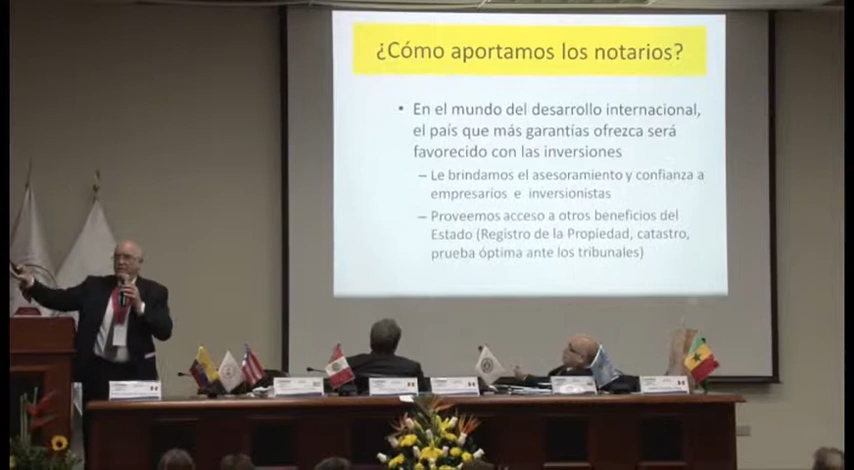 ¿Cómo aportamos los notarios?
• En el mundo del desarrollo internacional,
el país que más garantías ofrezca será
favorecido con las inversiones
– Le brindamos el asesoramiento y confianza a
empresarios e inversionistas
– Proveemos acceso a otros beneficios del
Estado (Registro de la Propiedad, catastro,
prueba óptima ante los tribunales)